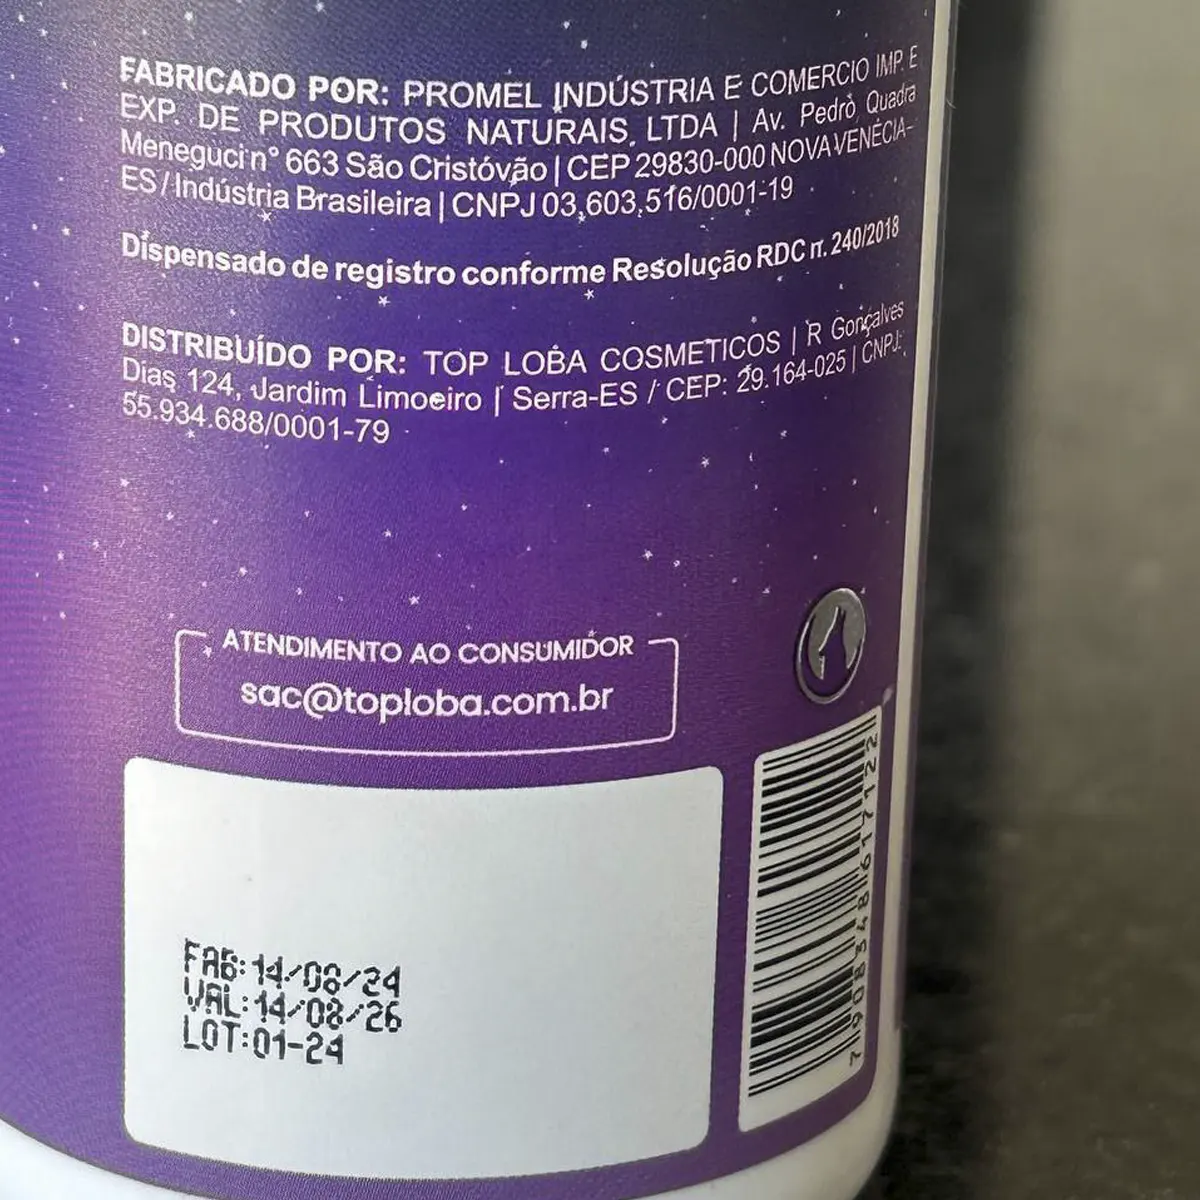 FABRICADO POR: PROMEL INDÚSTRIA E COMERCIO IMP. E
EXP. DE PRODUTOS NATURAIS, LTDA | Av. Pedro Quadra
Meneguci n° 663 São Cristóvão | CEP 29830-000 NOVA VENÉCIA-
ES / Indústria Brasileira | CNPJ 03,603,516/0001-19
Dispensado de registro conforme Resolução RDC n. 240/2018
DISTRIBUÍDO POR: TOP LOBA COSMETICOS | R Gonçalves
Dias 124, Jardim Limoeiro | Serra-ES / CEP: 29.164-025 | CNPJ:
55.934.688/0001-79
ATENDIMENTO AO CONSUMIDOR
sac@toploba.com.br
FAB:14/08/24
VAL:14/08/26
LOT:01-24
7908348617122